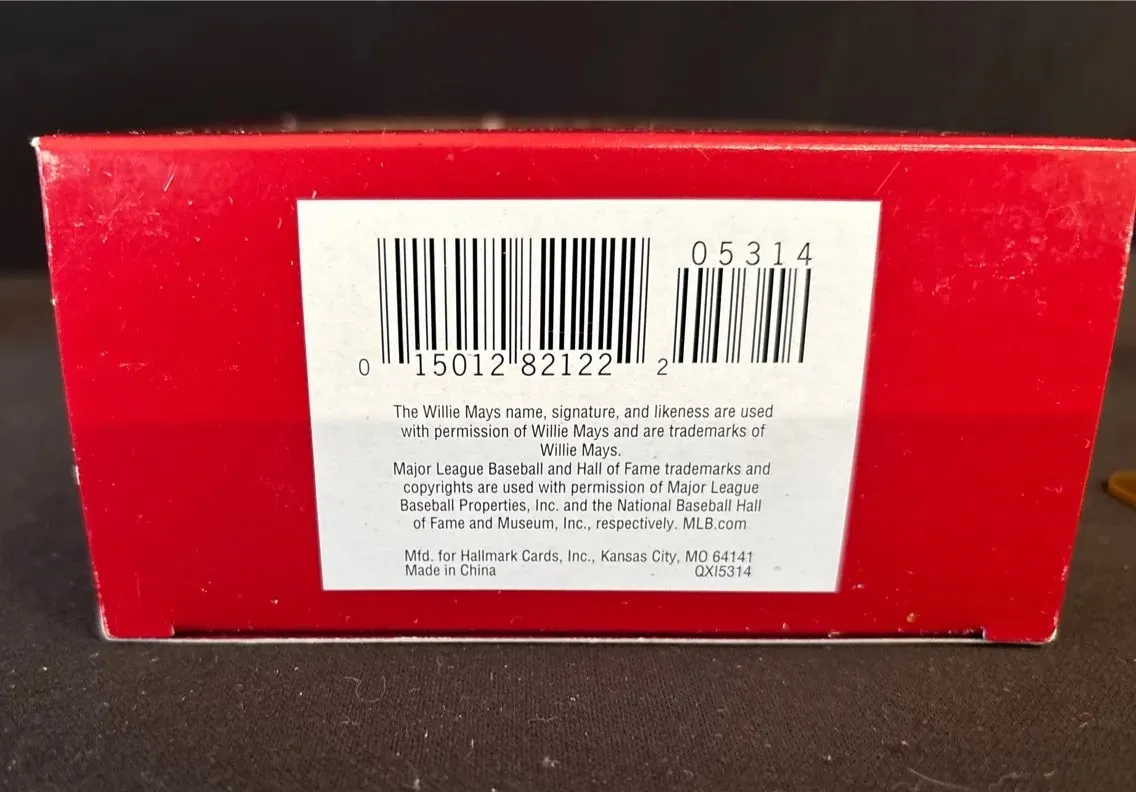 05314
0 15012 82122 2
The Willie Mays name, signature, and likeness are used
with permission of Willie Mays and are trademarks of
Willie Mays.
Major League Baseball and Hall of Fame trademarks and
copyrights are used with permission of Major League
Baseball Properties, Inc. and the National Baseball Hall
of Fame and Museum, Inc., respectively. MLB.com
Mfd. for Hallmark Cards, Inc., Kansas City, MO 64141
Made in China QXI5314